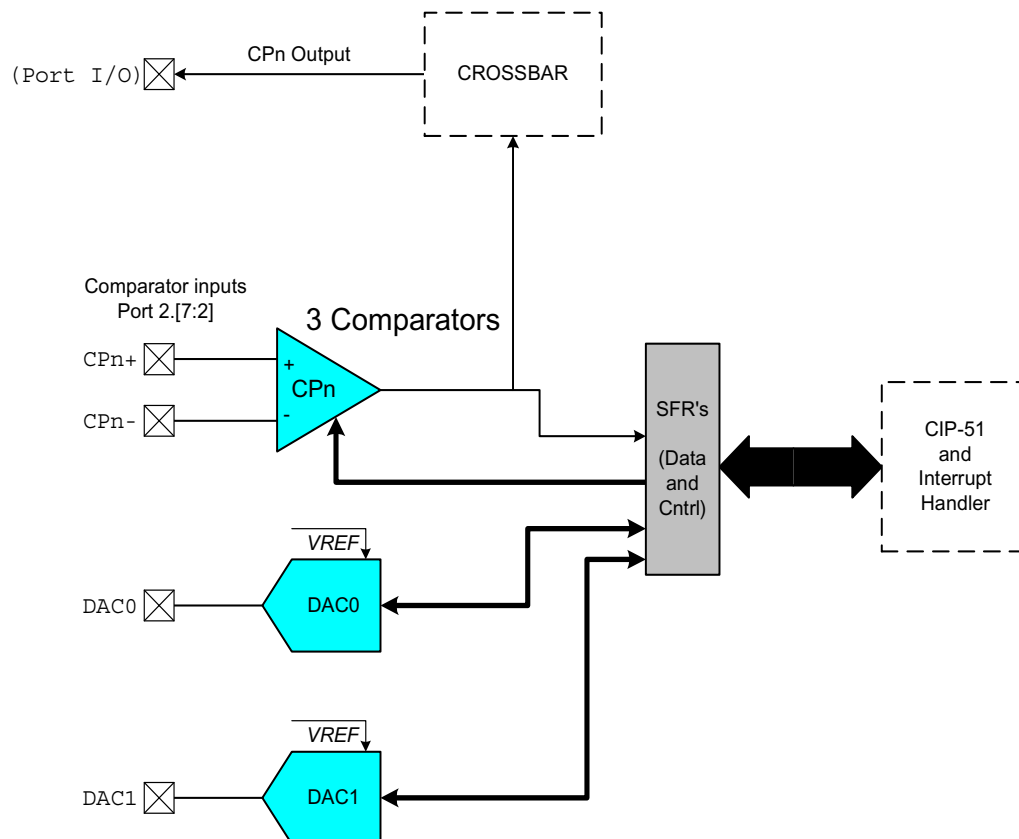 CPn Output
(Port I/O)
CROSSBAR
Comparator inputs
Port 2.[7:2]
3 Comparators
CPn+
+
CPn
CPn-
-
SFR's
(Data
and
Cntrl)
CIP-51
and
Interrupt
Handler
VREF
DAC0
DAC0
VREF
DAC1
DAC1